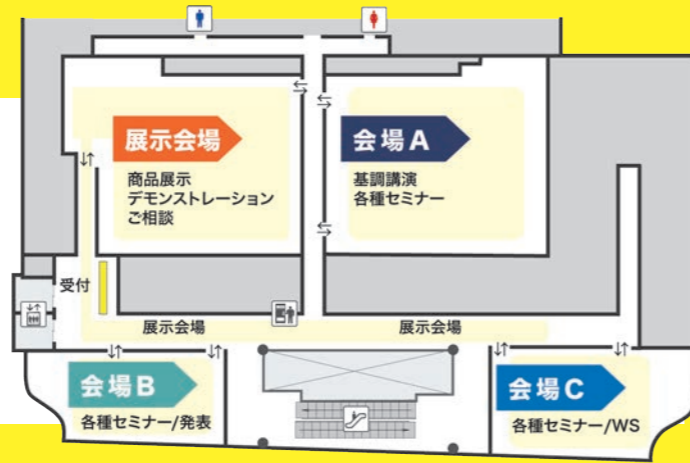 展示会場
商品展示
デモンストレーション
ご相談
会場A
基調講演
各種セミナー
受付
展示会場
展示会場
会場B
各種セミナー/発表
会場C
各種セミナー/WS